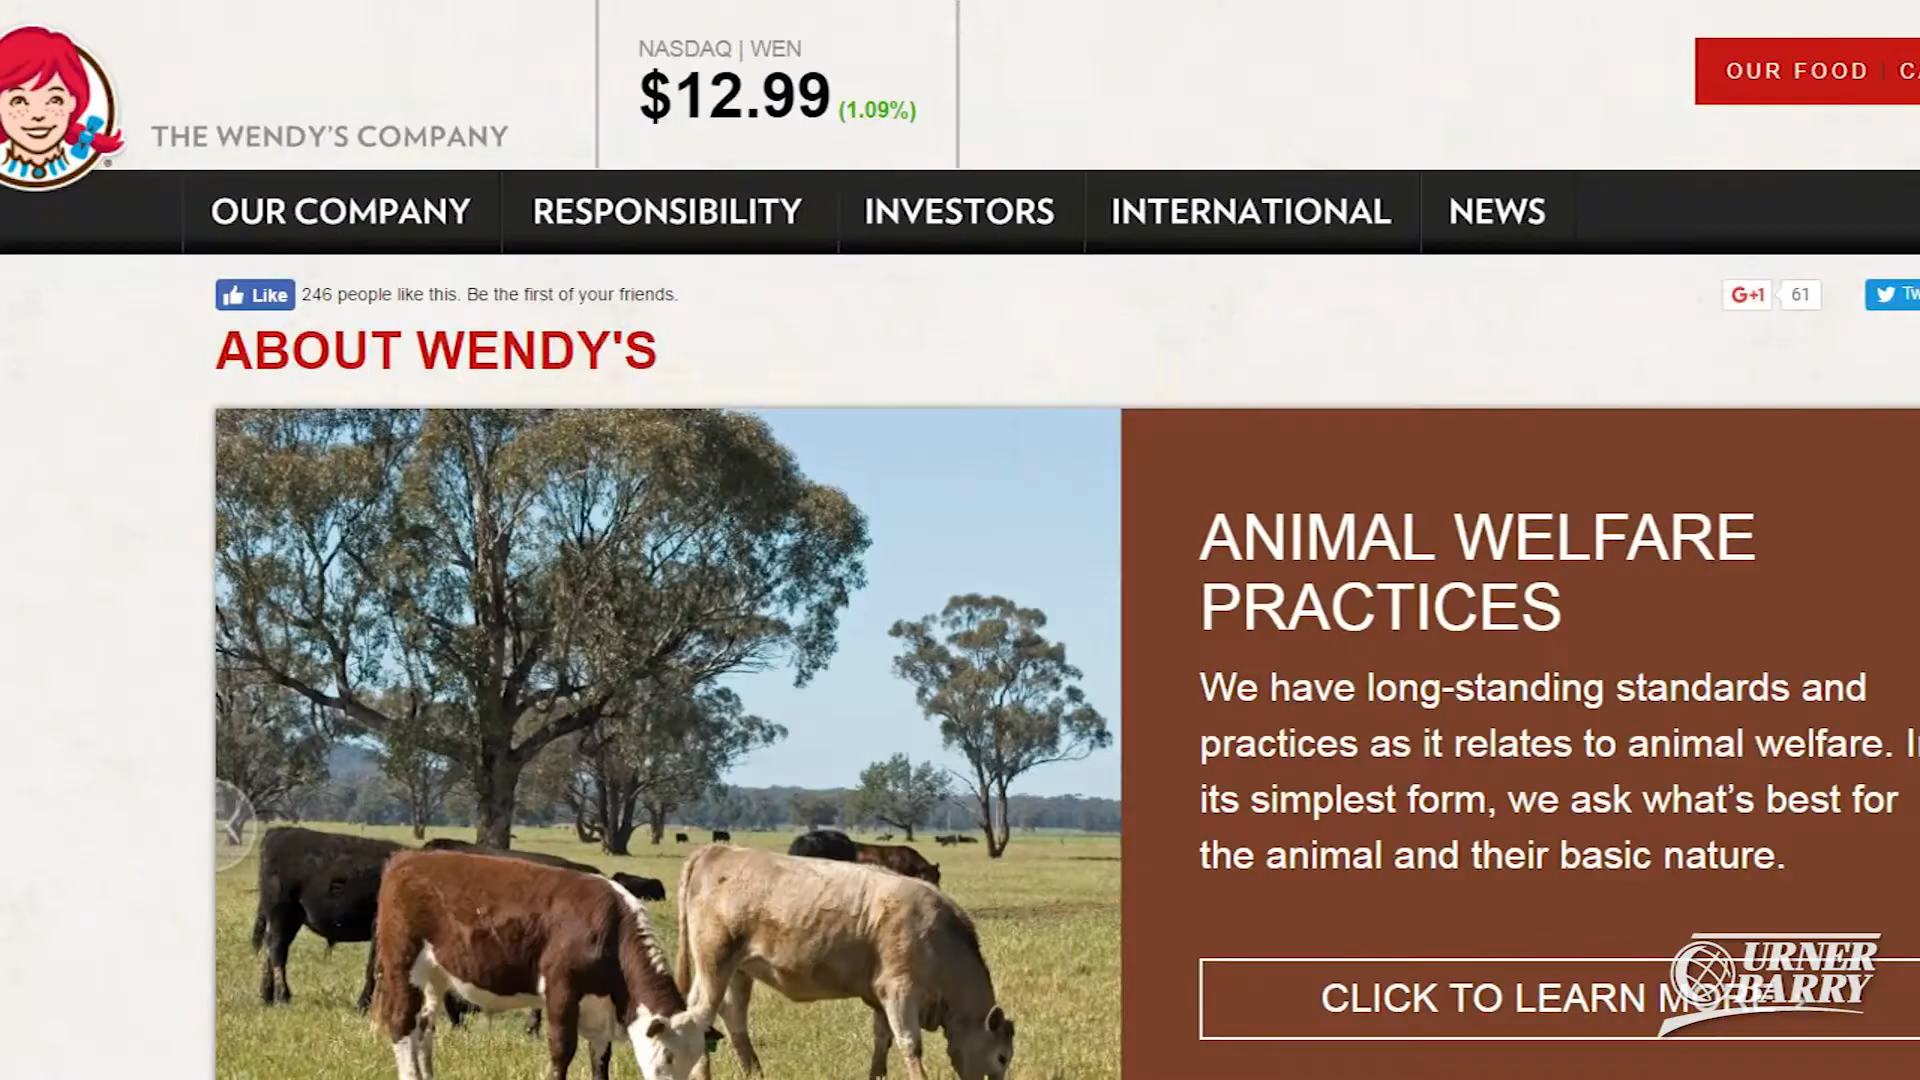 NASDAQ | WEN
$12.99 (1.09%)
THE WENDY'S COMPANY
OUR FOOD
OUR COMPANY RESPONSIBILITY INVESTORS INTERNATIONAL NEWS
Like 246 people like this. Be the first of your friends.
G+1 61
ABOUT WENDY'S
ANIMAL WELFARE
PRACTICES
We have long-standing standards and
practices as it relates to animal welfare.
its simplest form, we ask what's best for
the animal and their basic nature.
CLICK TO LEARN MORE
URNER
BARRY